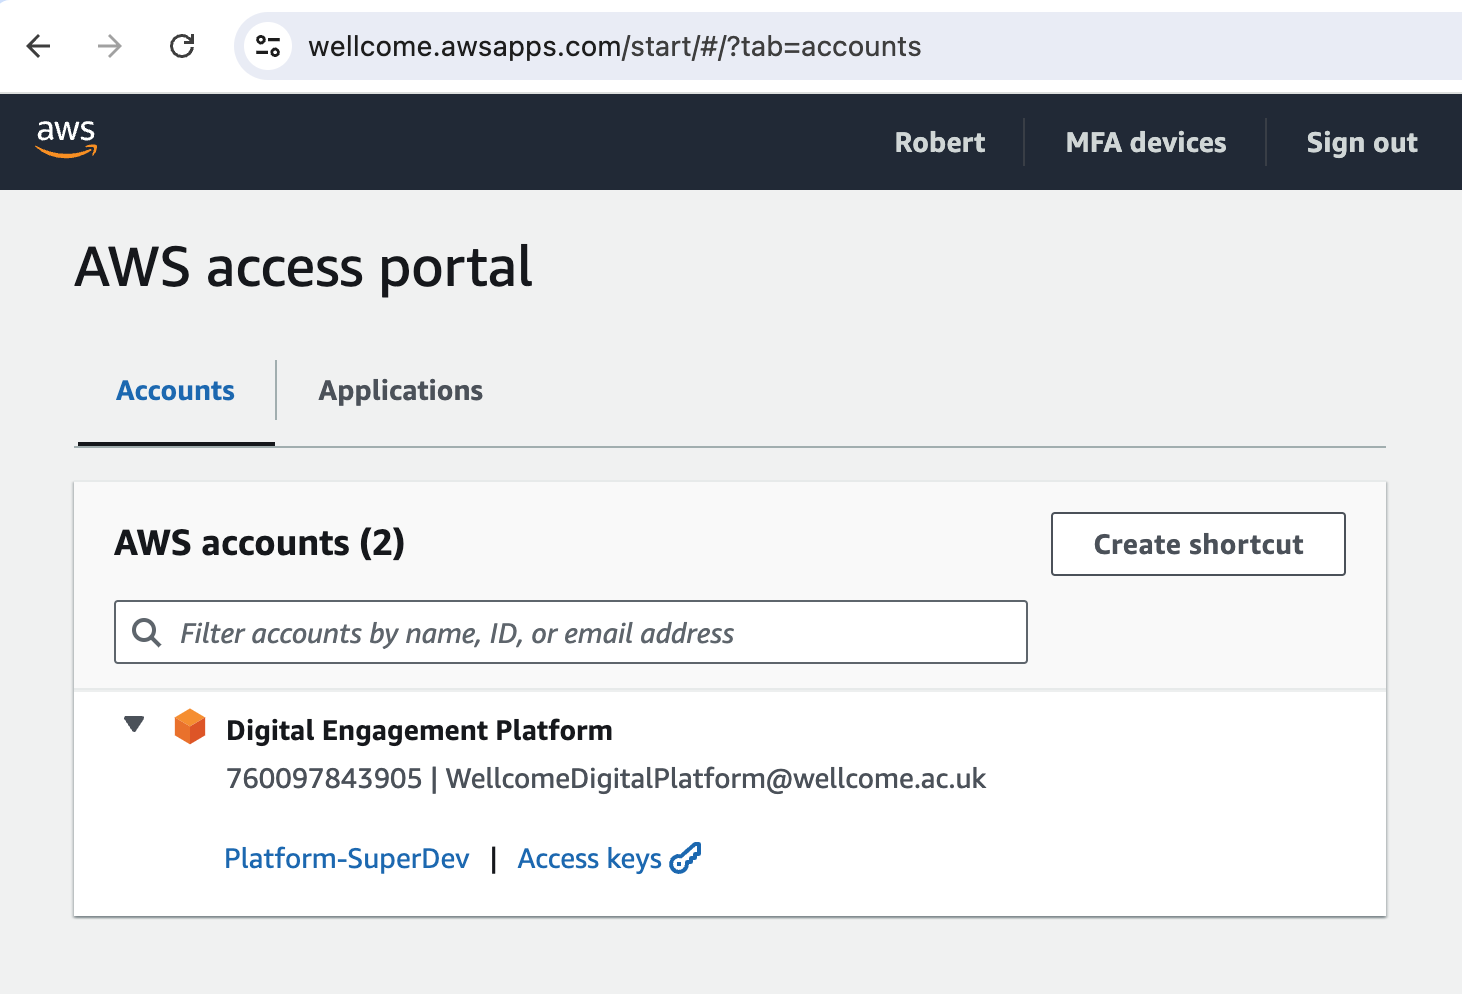 wellcome.awsapps.com/start/#/?tab=accounts
aws
Robert
MFA devices
Sign out
AWS access portal
Accounts
Applications
AWS accounts (2)
Create shortcut
Filter accounts by name, ID, or email address
Digital Engagement Platform
760097843905 | WellcomeDigitalPlatform@wellcome.ac.uk
Platform-SuperDev | Access keys